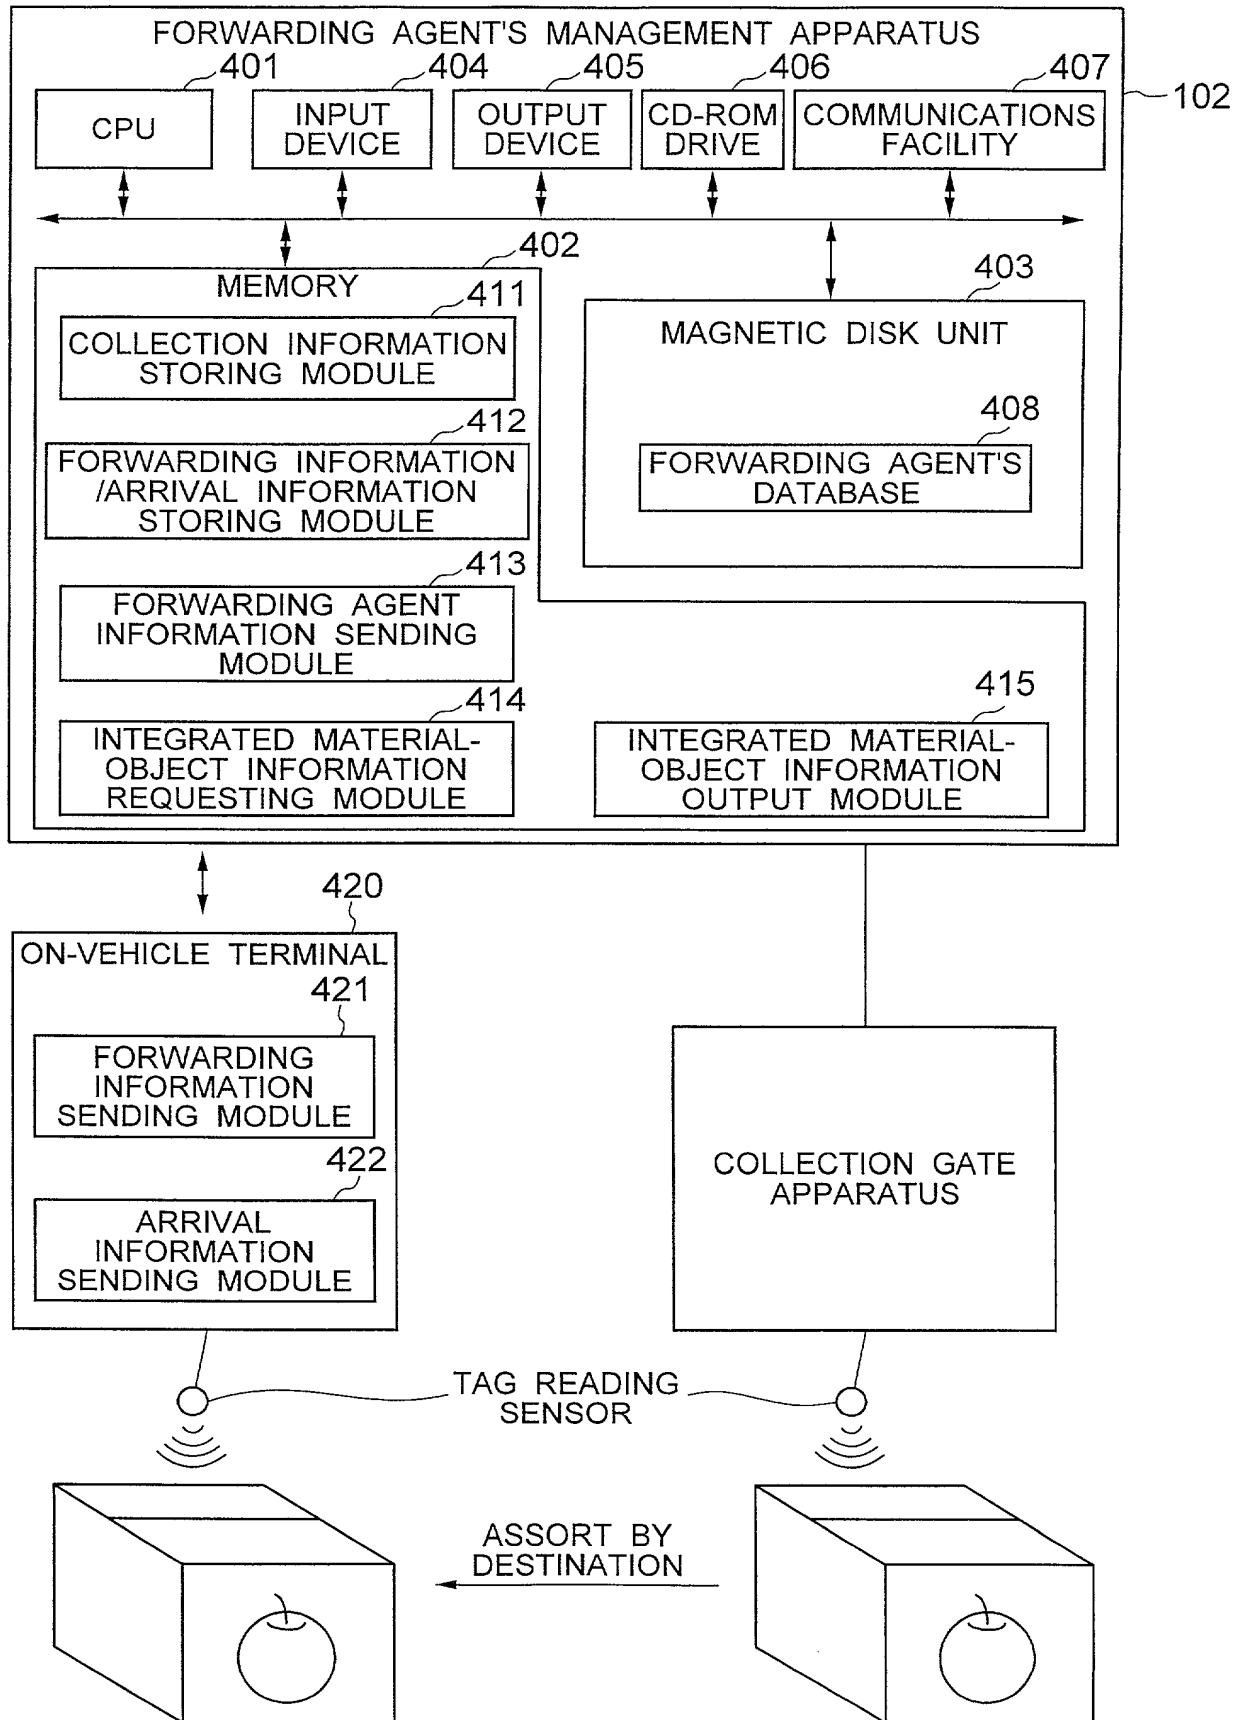 FORWARDING AGENT'S MANAGEMENT APPARATUS
401
404
405
406
407
102
CPU
INPUT
DEVICE
OUTPUT
DEVICE
CD-ROM
DRIVE
COMMUNICATIONS
FACILITY
402
MEMORY
411
COLLECTION INFORMATION
STORING MODULE
412
FORWARDING INFORMATION
/ARRIVAL INFORMATION
STORING MODULE
413
FORWARDING AGENT
INFORMATION SENDING
MODULE
414
INTEGRATED MATERIAL-
OBJECT INFORMATION
REQUESTING MODULE
403
MAGNETIC DISK UNIT
408
FORWARDING AGENT'S
DATABASE
415
INTEGRATED MATERIAL-
OBJECT INFORMATION
OUTPUT MODULE
420
ON-VEHICLE TERMINAL
421
FORWARDING
INFORMATION
SENDING MODULE
422
ARRIVAL
INFORMATION
SENDING MODULE
COLLECTION GATE
APPARATUS
TAG READING
SENSOR
ASSORT BY
DESTINATION